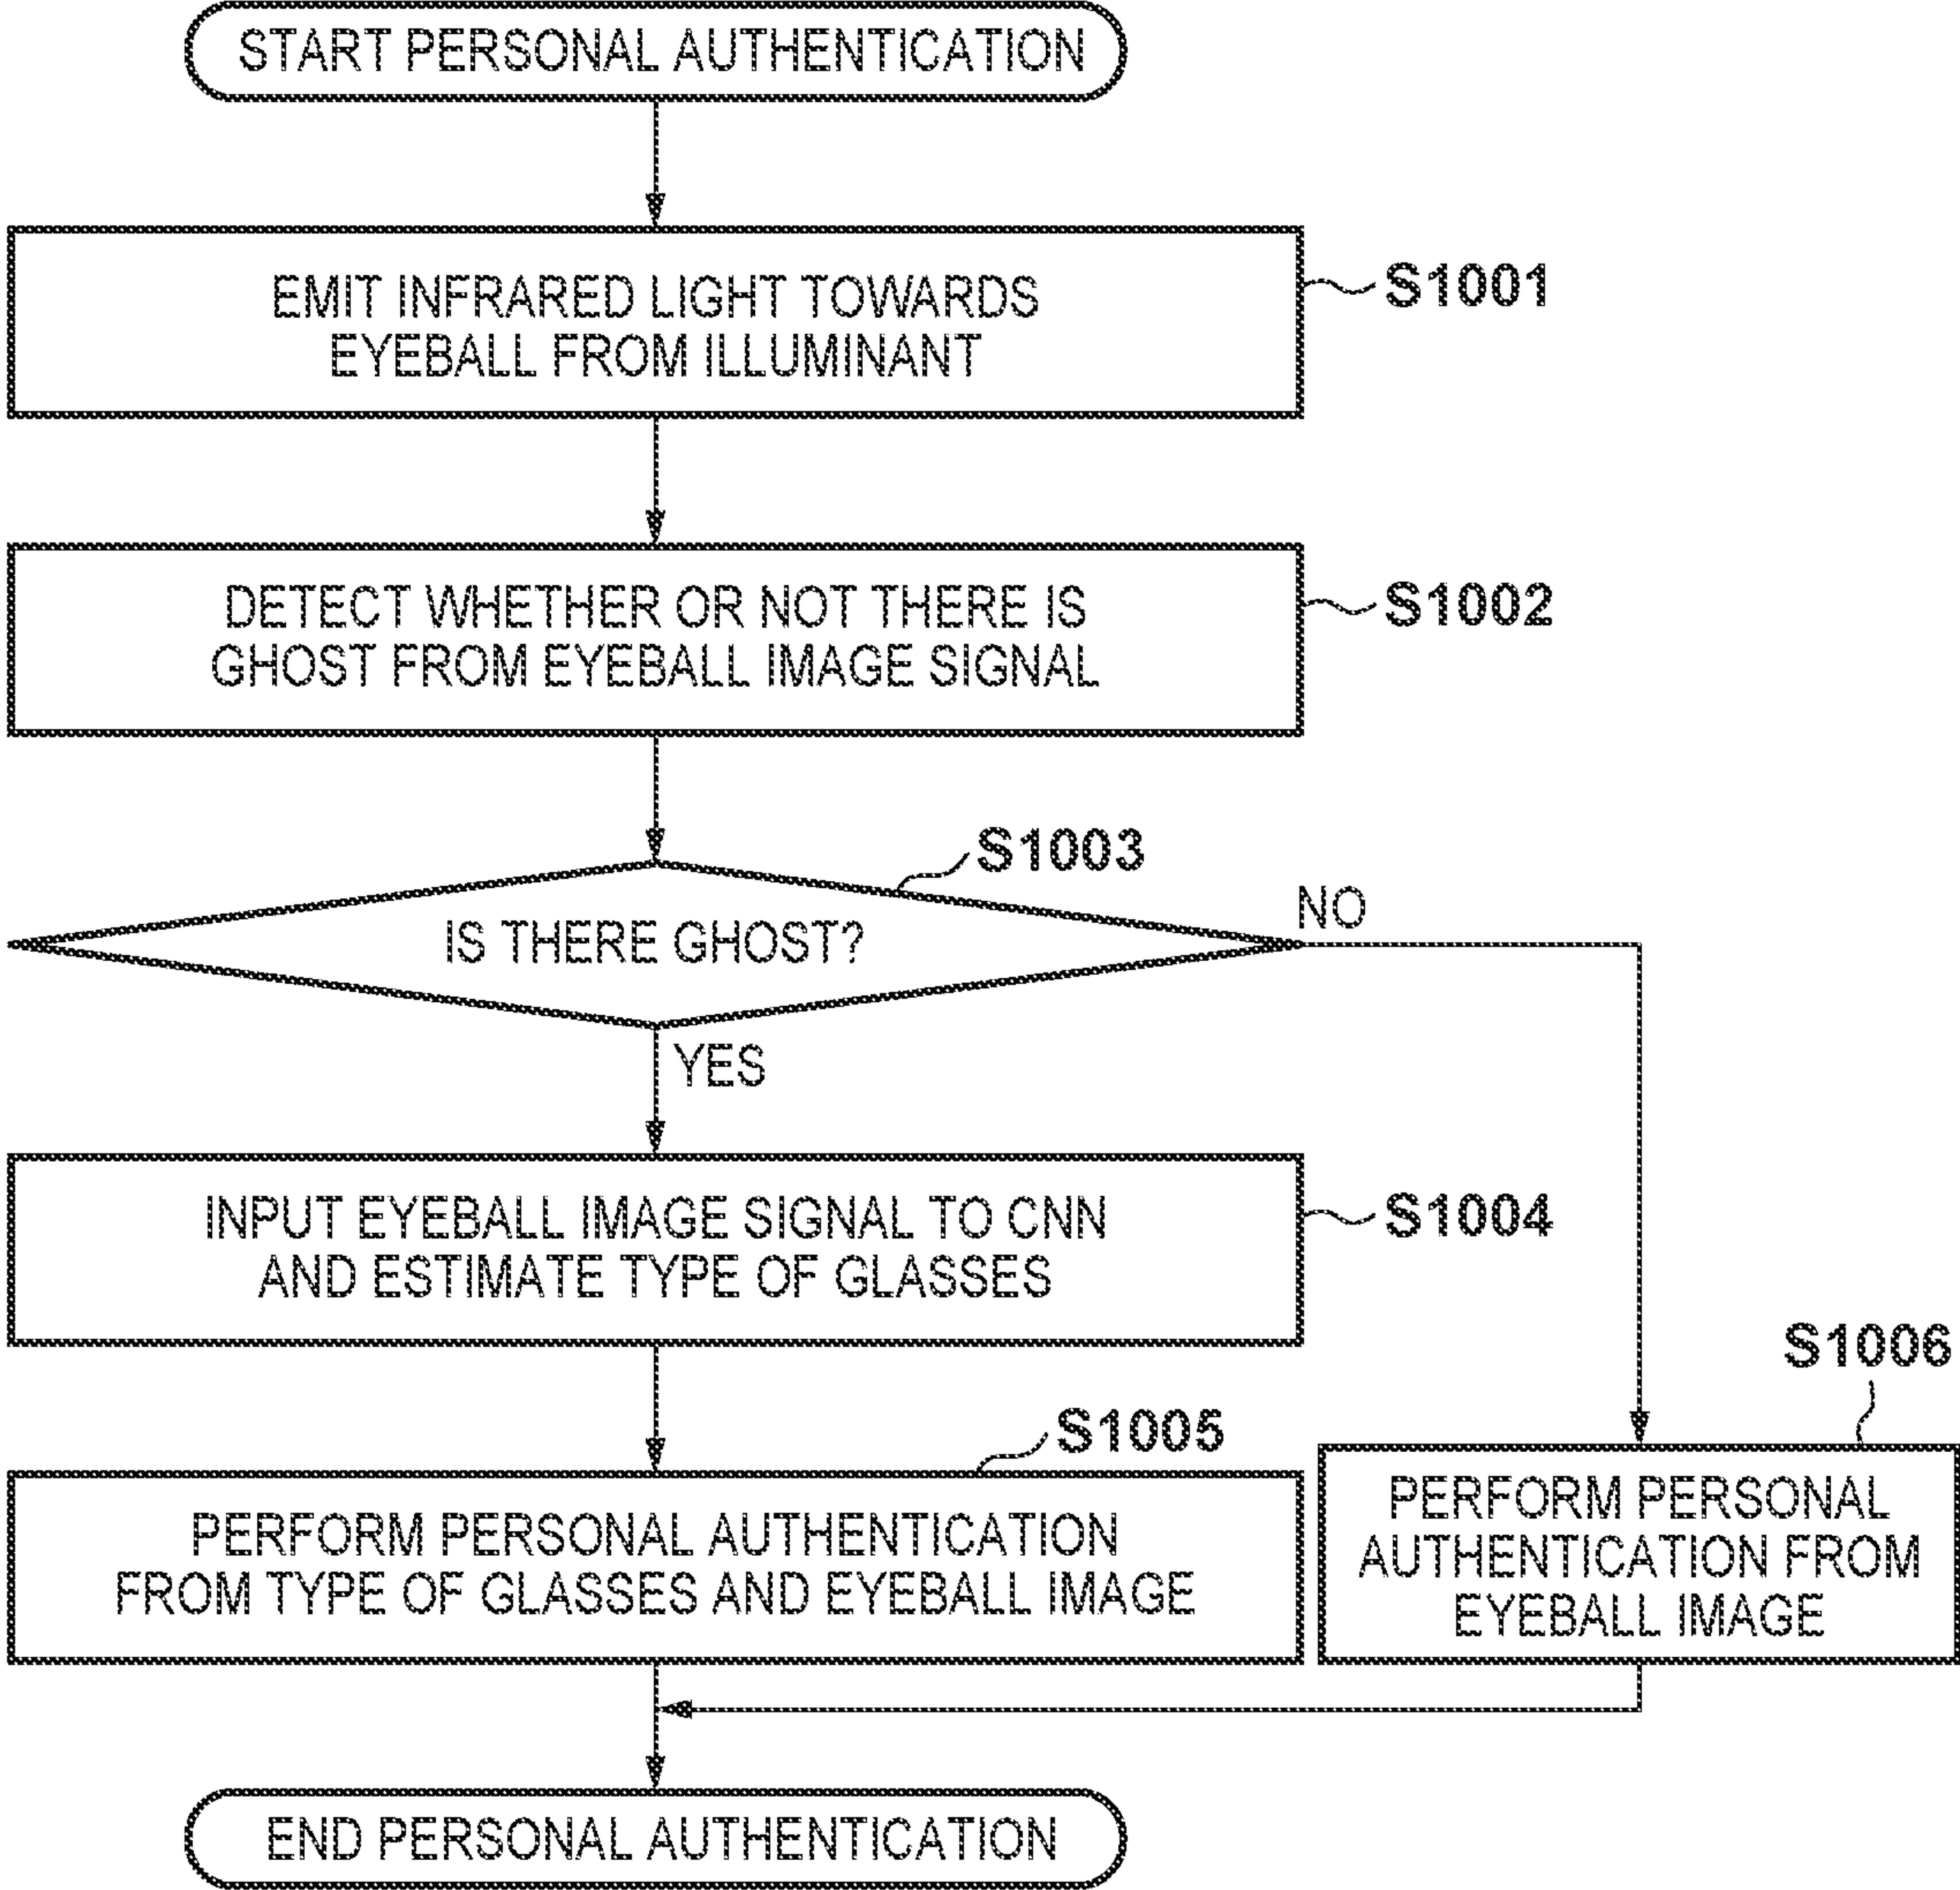 START PERSONAL AUTHENTICATION
EMIT INFRARED LIGHT TOWARDS
EYEBALL FROM ILLUMINANT
S1001
DETECT WHETHER OR NOT THERE IS
GHOST FROM EYEBALL IMAGE SIGNAL
S1002
S1003
IS THERE GHOST?
NO
YES
INPUT EYEBALL IMAGE SIGNAL TO CNN
AND ESTIMATE TYPE OF GLASSES
S1004
S1005
PERFORM PERSONAL AUTHENTICATION
FROM TYPE OF GLASSES AND EYEBALL IMAGE
S1006
PERFORM PERSONAL
AUTHENTICATION FROM
EYEBALL IMAGE
END PERSONAL AUTHENTICATION